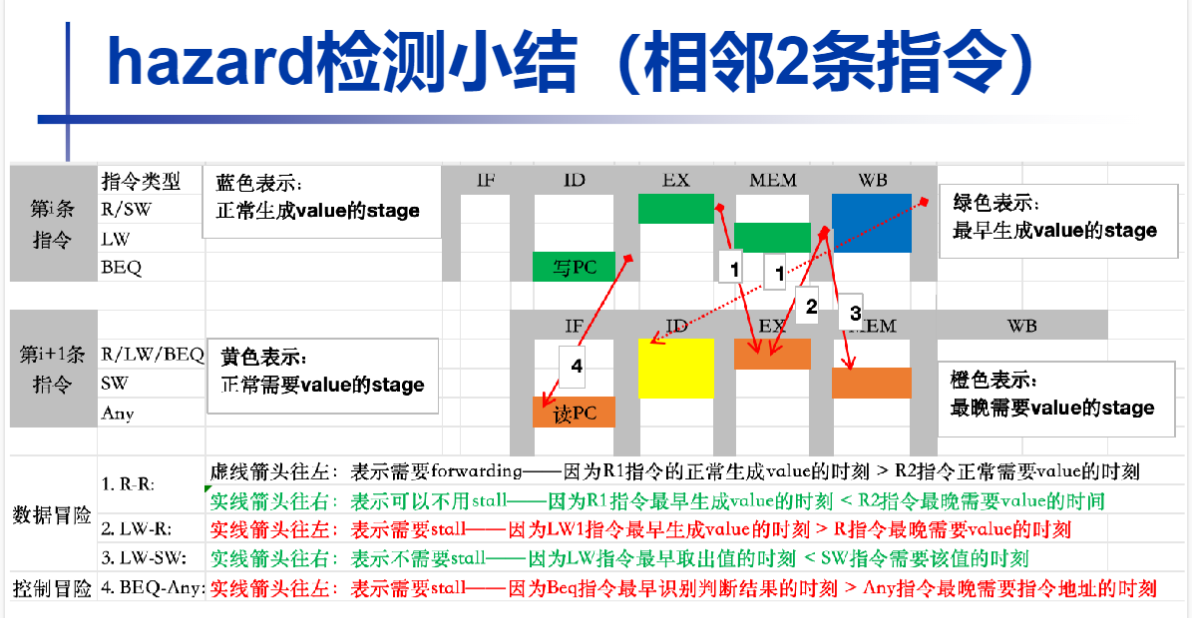 hazard检测小结（相邻2条指令）
指令类型
蓝色表示：
正常生成value的stage
IF
ID
EX
MEM
WB
第i条
指令
R/SW
LW
BEQ
写PC
绿色表示：
最早生成value的stage
1
1
2
3
4
IF
ID
EX
MEM
WB
第i+1条
指令
R/LW/BEQ
SW
Any
黄色表示：
正常需要value的stage
读PC
橙色表示：
最晚需要value的stage
数据冒险
1. R-R:
虚线箭头往左：表示需要forwarding——因为R1指令的正常生成value的时刻 > R2指令正常需要value的时刻
实线箭头往右：表示可以不用stall——因为R1指令最早生成value的时刻 < R2指令最晚需要value的时间
2. LW-R:
实线箭头往左：表示需要stall——因为LW1指令最早生成value的时刻 > R指令最晚需要value的时刻
3. LW-SW:
实线箭头往右：表示不需要stall——因为LW指令最早取出值的时刻 < SW指令需要该值的时刻
控制冒险
4. BEQ-Any:
实线箭头往左：表示需要stall——因为Beq指令最早识别判断结果的时刻 > Any指令最晚需要指令地址的时刻